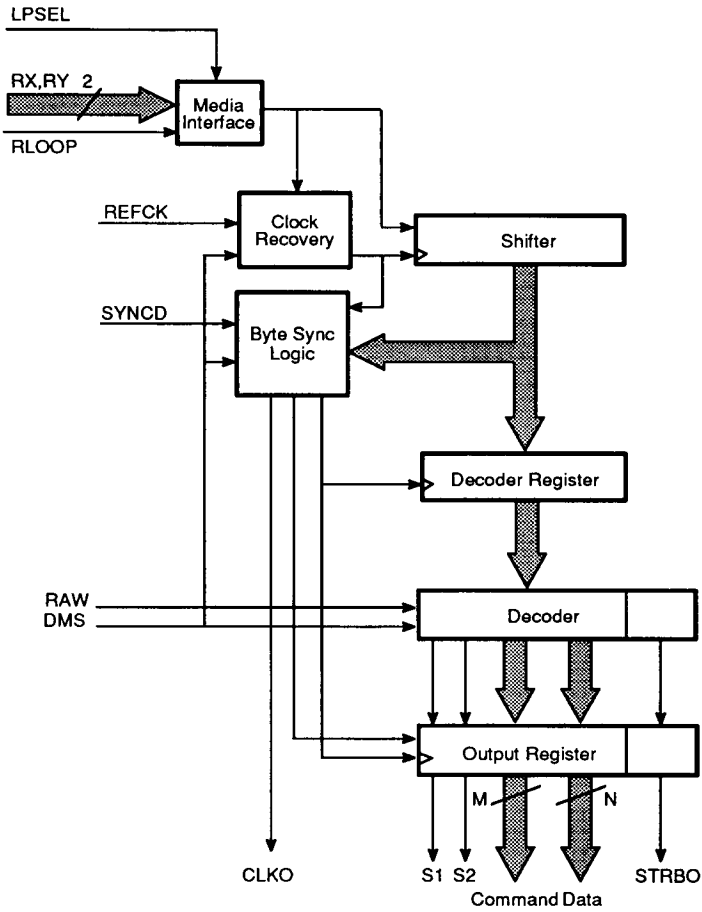 LPSEL
RX,RY 2
Media
Interface
RLOOP
REFCK
Clock
Recovery
Shifter
SYNCD
Byte Sync
Logic
Decoder Register
RAW
DMS
Decoder
Output Register
M
N
CLKO
S1 S2
STRBO
Command Data